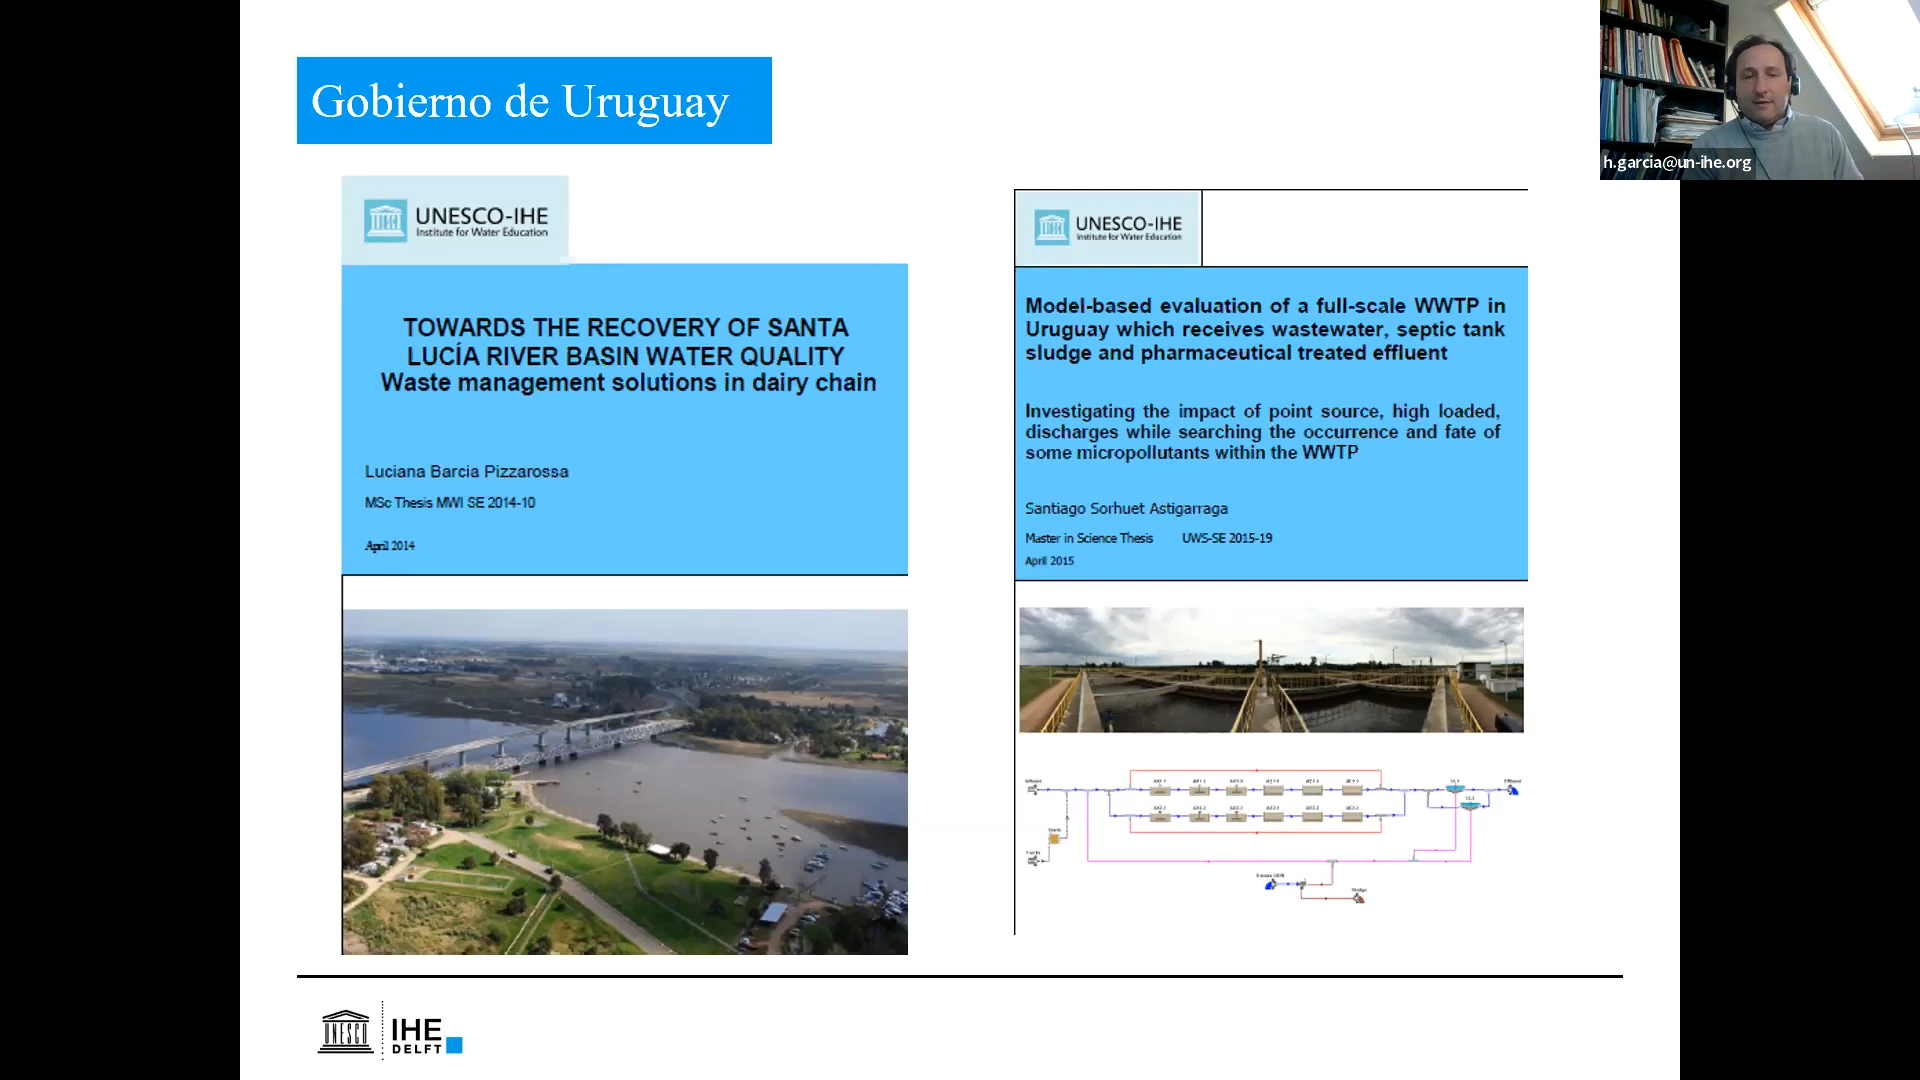 Gobierno de Uruguay
h.garcia@un-ihe.org
UNESCO-IHE
Institute for Water Education
TOWARDS THE RECOVERY OF SANTA
LUCÍA RIVER BASIN WATER QUALITY
Waste management solutions in dairy chain
Luciana Barcia Pizzarossa
MSc Thesis MWI SE 2014-10
April 2014
UNESCO-IHE
Institute for Water Education
Model-based evaluation of a full-scale WWTP in
Uruguay which receives wastewater, septic tank
sludge and pharmaceutical treated effluent
Investigating the impact of point source, high loaded,
discharges while searching the occurrence and fate of
some micropollutants within the WWTP
Santiago Sorhuet Astigarraga
Master in Science Thesis UWS-SE 2015-19
April 2015
UNESCO
IHE
DELFT